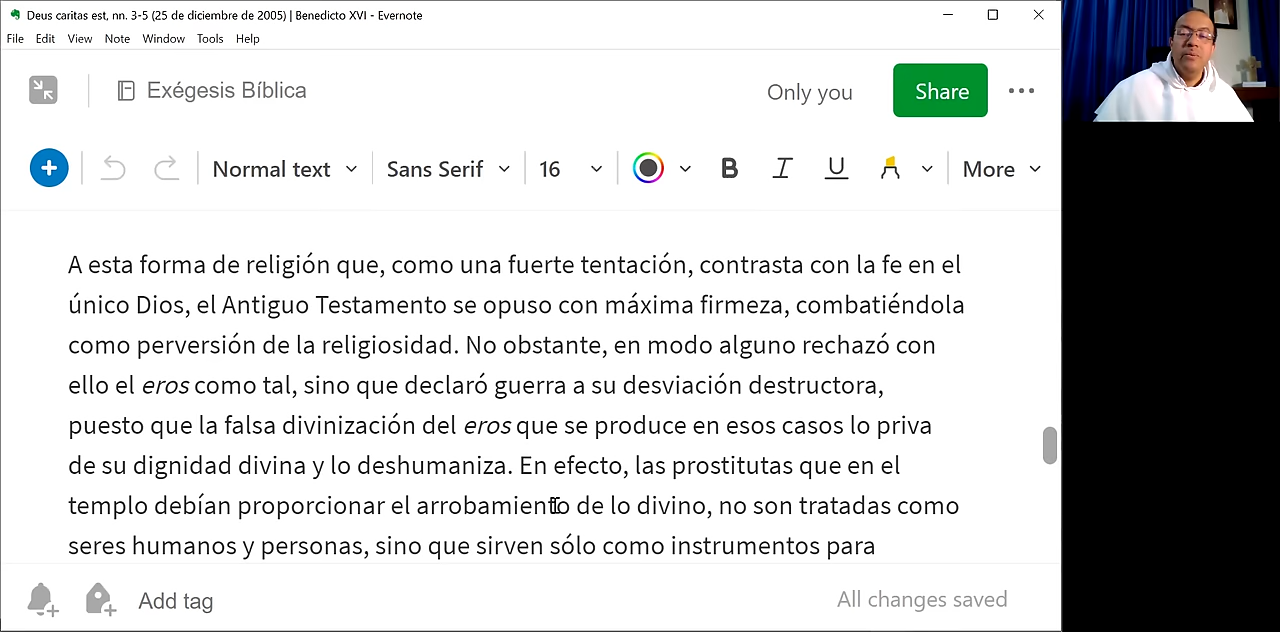 Deus caritas est, nn. 3-5 (25 de diciembre de 2005) | Benedicto XVI - Evernote
File Edit View Note Window Tools Help
Exégesis Bíblica
Only you
Share
Normal text
Sans Serif
16
B I U
More
A esta forma de religión que, como una fuerte tentación, contrasta con la fe en el
único Dios, el Antiguo Testamento se opuso con máxima firmeza, combatiéndola
como perversión de la religiosidad. No obstante, en modo alguno rechazó con
ello el eros como tal, sino que declaró guerra a su desviación destructora,
puesto que la falsa divinización del eros que se produce en esos casos lo priva
de su dignidad divina y lo deshumaniza. En efecto, las prostitutas que en el
templo debían proporcionar el arrobamiento de lo divino, no son tratadas como
seres humanos y personas, sino que sirven sólo como instrumentos para
Add tag
All changes saved